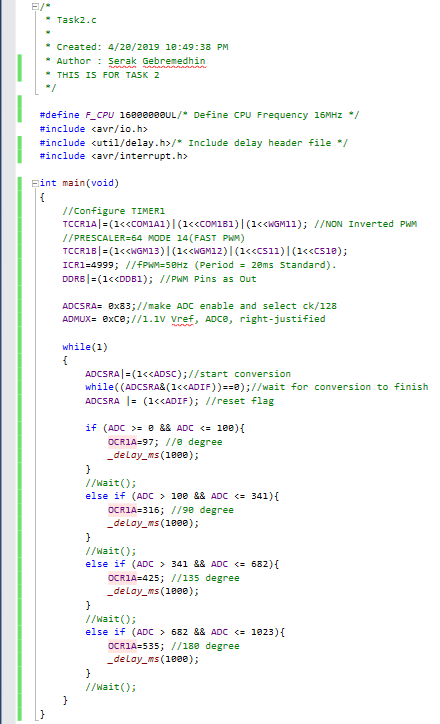 /*
 * Task2.c
 *
 * Created: 4/20/2019 10:49:38 PM
 * Author : Serak Gebremedhin
 * THIS IS FOR TASK 2
 */

#define F_CPU 16000000UL/* Define CPU Frequency 16MHz */
#include <avr/io.h>
#include <util/delay.h>/* Include delay header file */
#include <avr/interrupt.h>

int main(void)
{
    //Configure TIMER1
    TCCR1A|=(1<<COM1A1)|(1<<COM1B1)|(1<<WGM11); //NON Inverted PWM
    //PRESCALER=64 MODE 14(FAST PWM)
    TCCR1B|=(1<<WGM13)|(1<<WGM12)|(1<<CS11)|(1<<CS10);
    ICR1=4999; //fPWM=50Hz (Period = 20ms Standard).
    DDRB|=(1<<DDB1); //PWM Pins as Out

    ADCSRA= 0x83;//make ADC enable and select ck/128
    ADMUX= 0xC0;//1.1V Vref, ADC0, right-justified

    while(1)
    {
        ADCSRA|=(1<<ADSC);//start conversion
        while((ADCSRA&(1<<ADIF))==0);//wait for conversion to finish
        ADCSRA |= (1<<ADIF); //reset flag

        if (ADC >= 0 && ADC <= 100){
            OCR1A=97; //0 degree
            _delay_ms(1000);
        }
        //Wait();
        else if (ADC > 100 && ADC <= 341){
            OCR1A=316; //90 degree
            _delay_ms(1000);
        }
        //Wait();
        else if (ADC > 341 && ADC <= 682){
            OCR1A=425; //135 degree
            _delay_ms(1000);
        }
        //Wait();
        else if (ADC > 682 && ADC <= 1023){
            OCR1A=535; //180 degree
            _delay_ms(1000);
        }
        //Wait();
    }
}